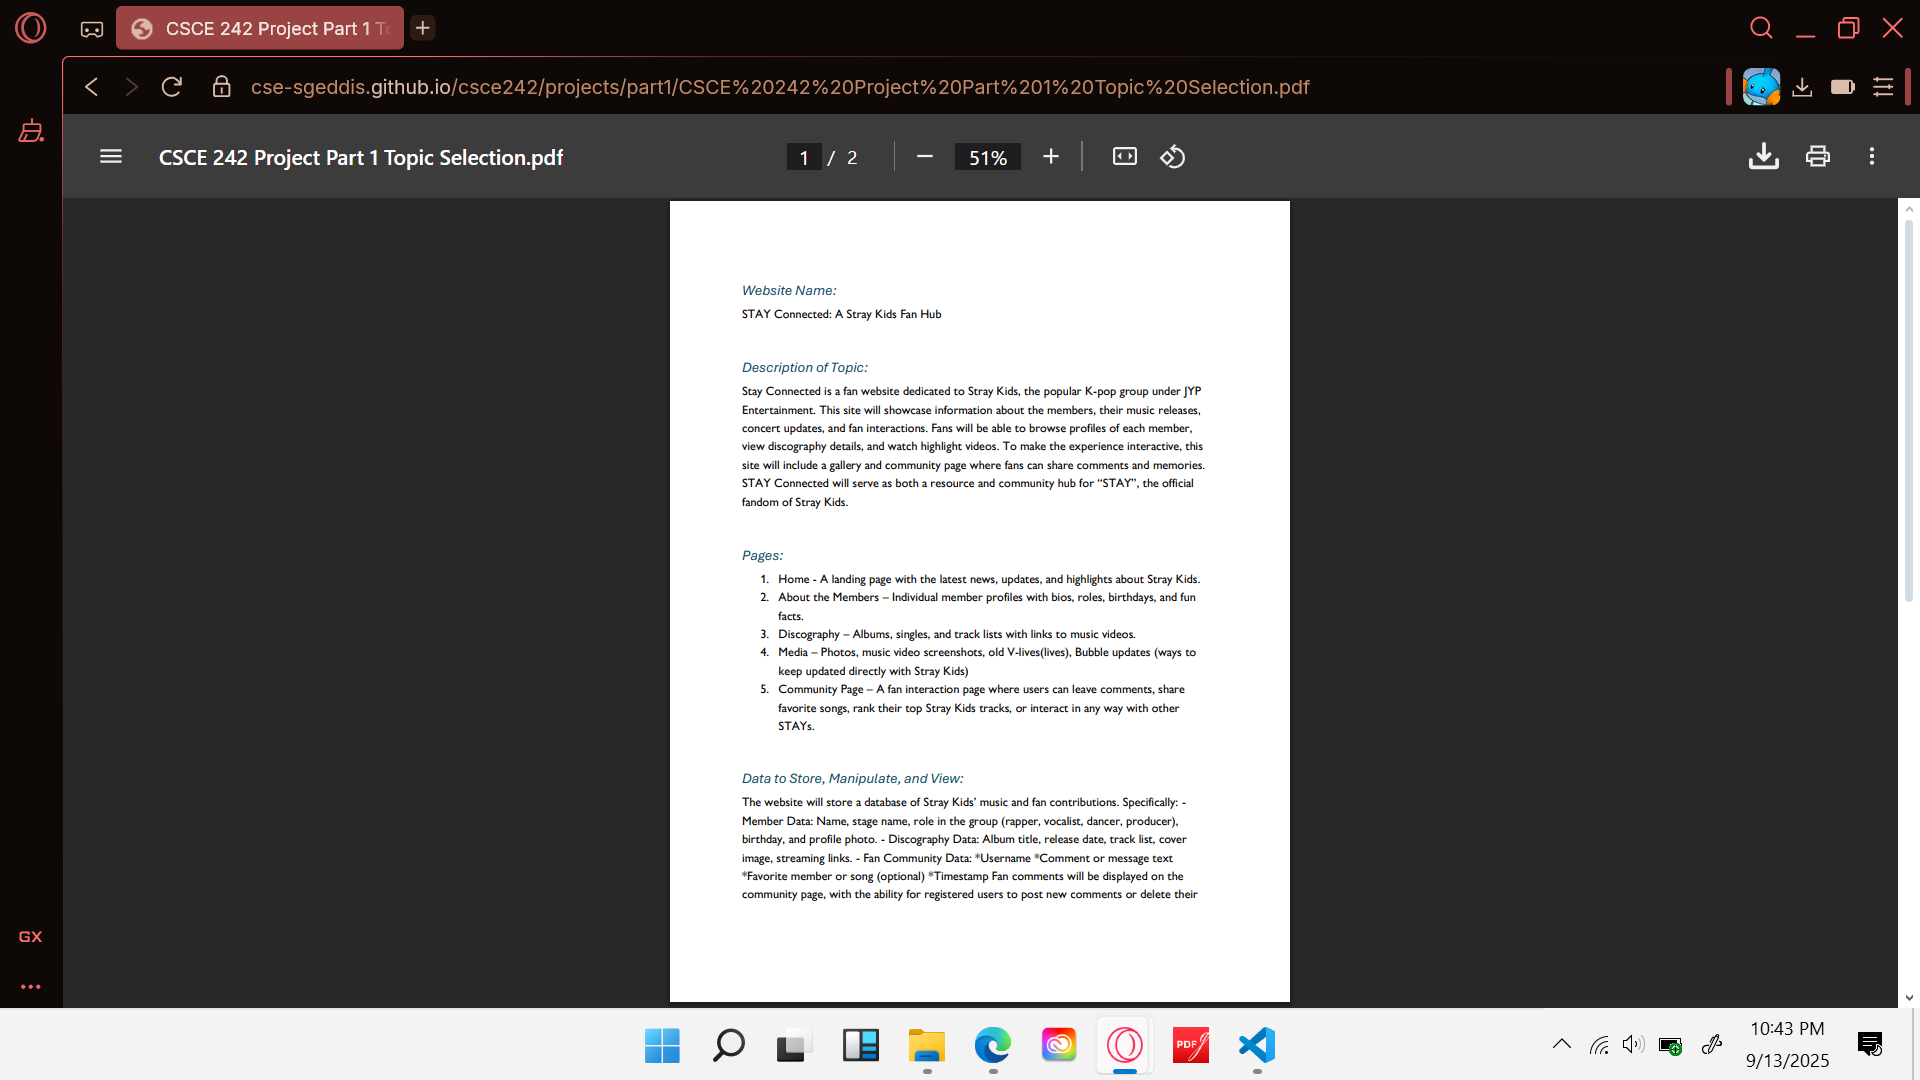 CSCE 242 Project Part 1 To
cse-sgeddis.github.io/csce242/projects/part1/CSCE%20242%20Project%20Part%201%20Topic%20Selection.pdf
CSCE 242 Project Part 1 Topic Selection.pdf
1 / 2
51%
Website Name:
STAY Connected: A Stray Kids Fan Hub
Description of Topic:
Stay Connected is a fan website dedicated to Stray Kids, the popular K-pop group under JYP
Entertainment. This site will showcase information about the members, their music releases,
concert updates, and fan interactions. Fans will be able to browse profiles of each member,
view discography details, and watch highlight videos. To make the experience interactive, this
site will include a gallery and community page where fans can share comments and memories.
STAY Connected will serve as both a resource and community hub for “STAY”, the official
fandom of Stray Kids.
Pages:
1. Home - A landing page with the latest news, updates, and highlights about Stray Kids.
2. About the Members – Individual member profiles with bios, roles, birthdays, and fun
facts.
3. Discography – Albums, singles, and track lists with links to music videos.
4. Media – Photos, music video screenshots, old V-lives(lives), Bubble updates (ways to
keep updated directly with Stray Kids)
5. Community Page – A fan interaction page where users can leave comments, share
favorite songs, rank their top Stray Kids tracks, or interact in any way with other
STAYs.
Data to Store, Manipulate, and View:
The website will store a database of Stray Kids’ music and fan contributions. Specifically: -
Member Data: Name, stage name, role in the group (rapper, vocalist, dancer, producer),
birthday, and profile photo. - Discography Data: Album title, release date, track list, cover
image, streaming links. - Fan Community Data: *Username *Comment or message text
*Favorite member or song (optional) *Timestamp Fan comments will be displayed on the
community page, with the ability for registered users to post new comments or delete their
GX
PDF
10:43 PM
9/13/2025